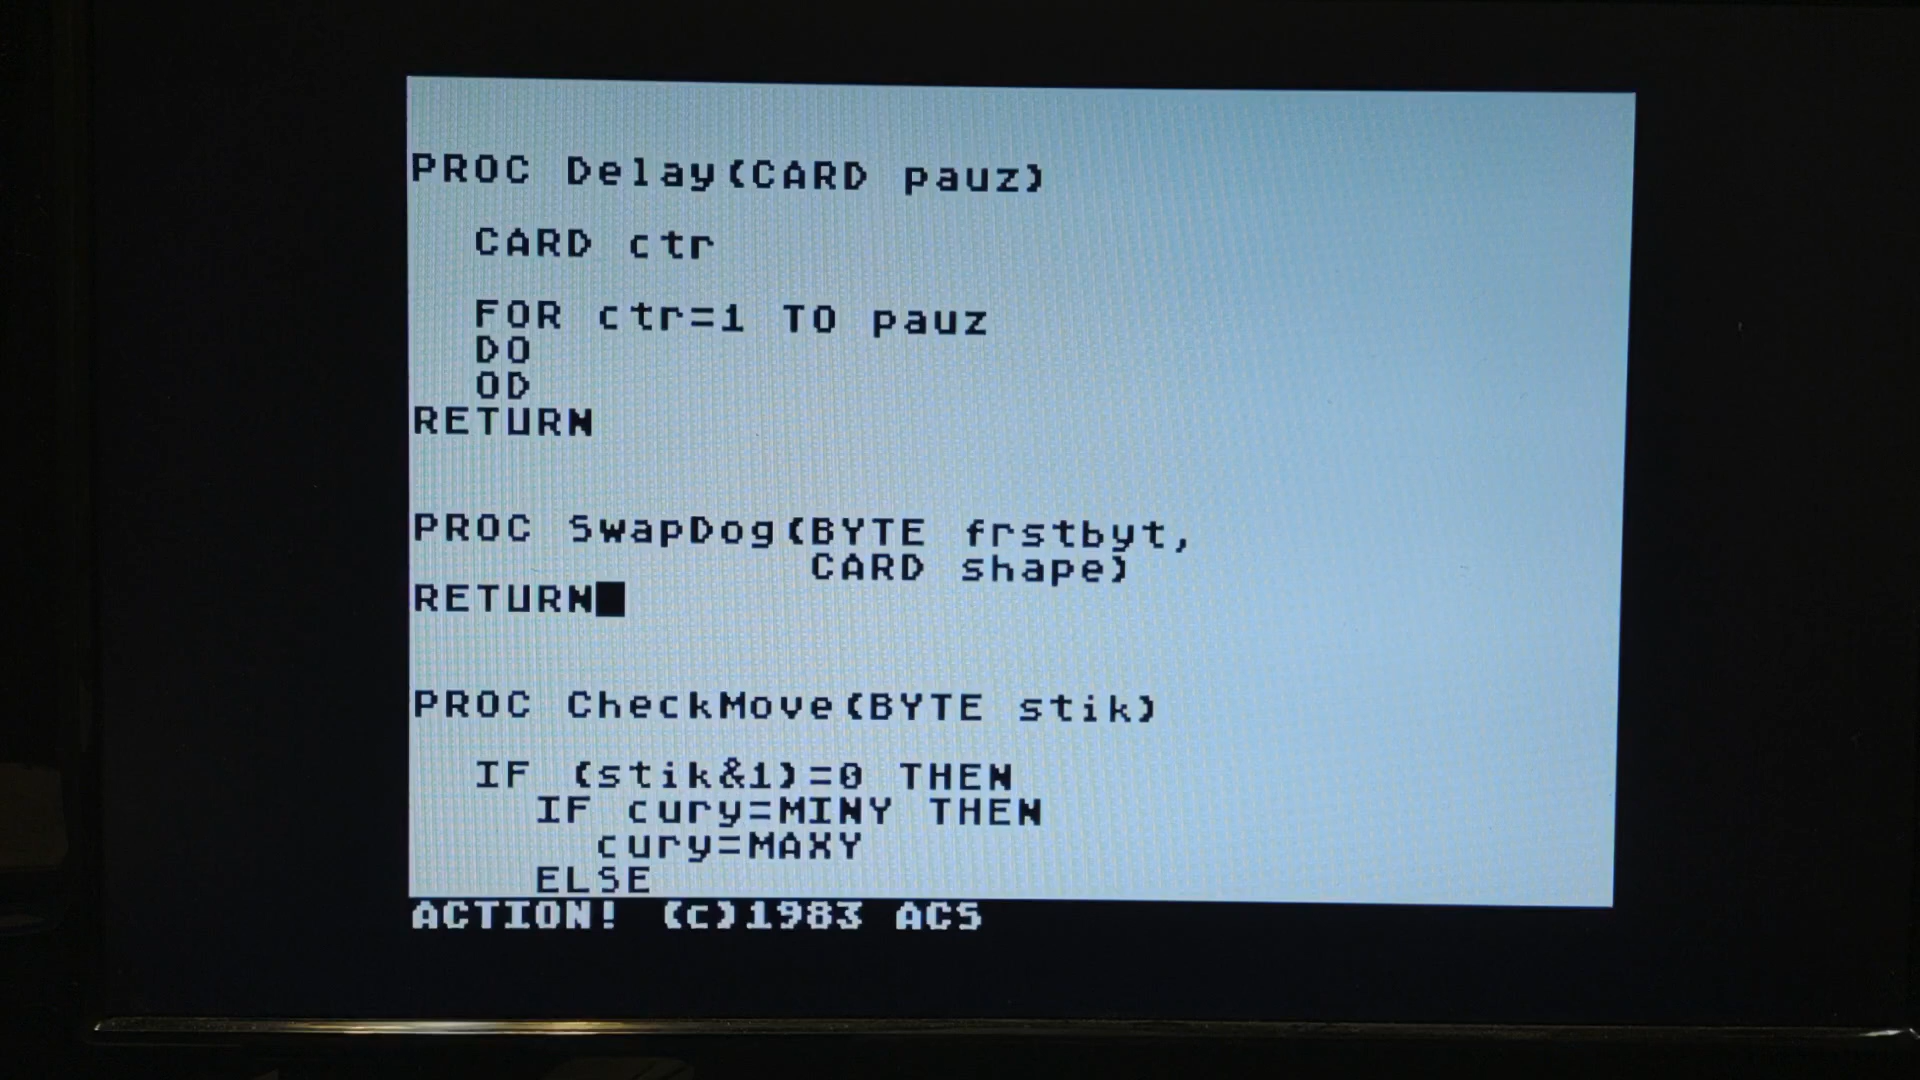 PROC Delay(CARD pauz)
CARD ctr
FOR ctr=1 TO pauz
DO
OD
RETURN
PROC SwapDog(BYTE frstbyt,
CARD shape)
RETURN
PROC CheckMove(BYTE stik)
IF (stik&1)=0 THEN
IF cury=MINY THEN
cury=MAXY
ELSE
ACTION! (c)1983 ACS